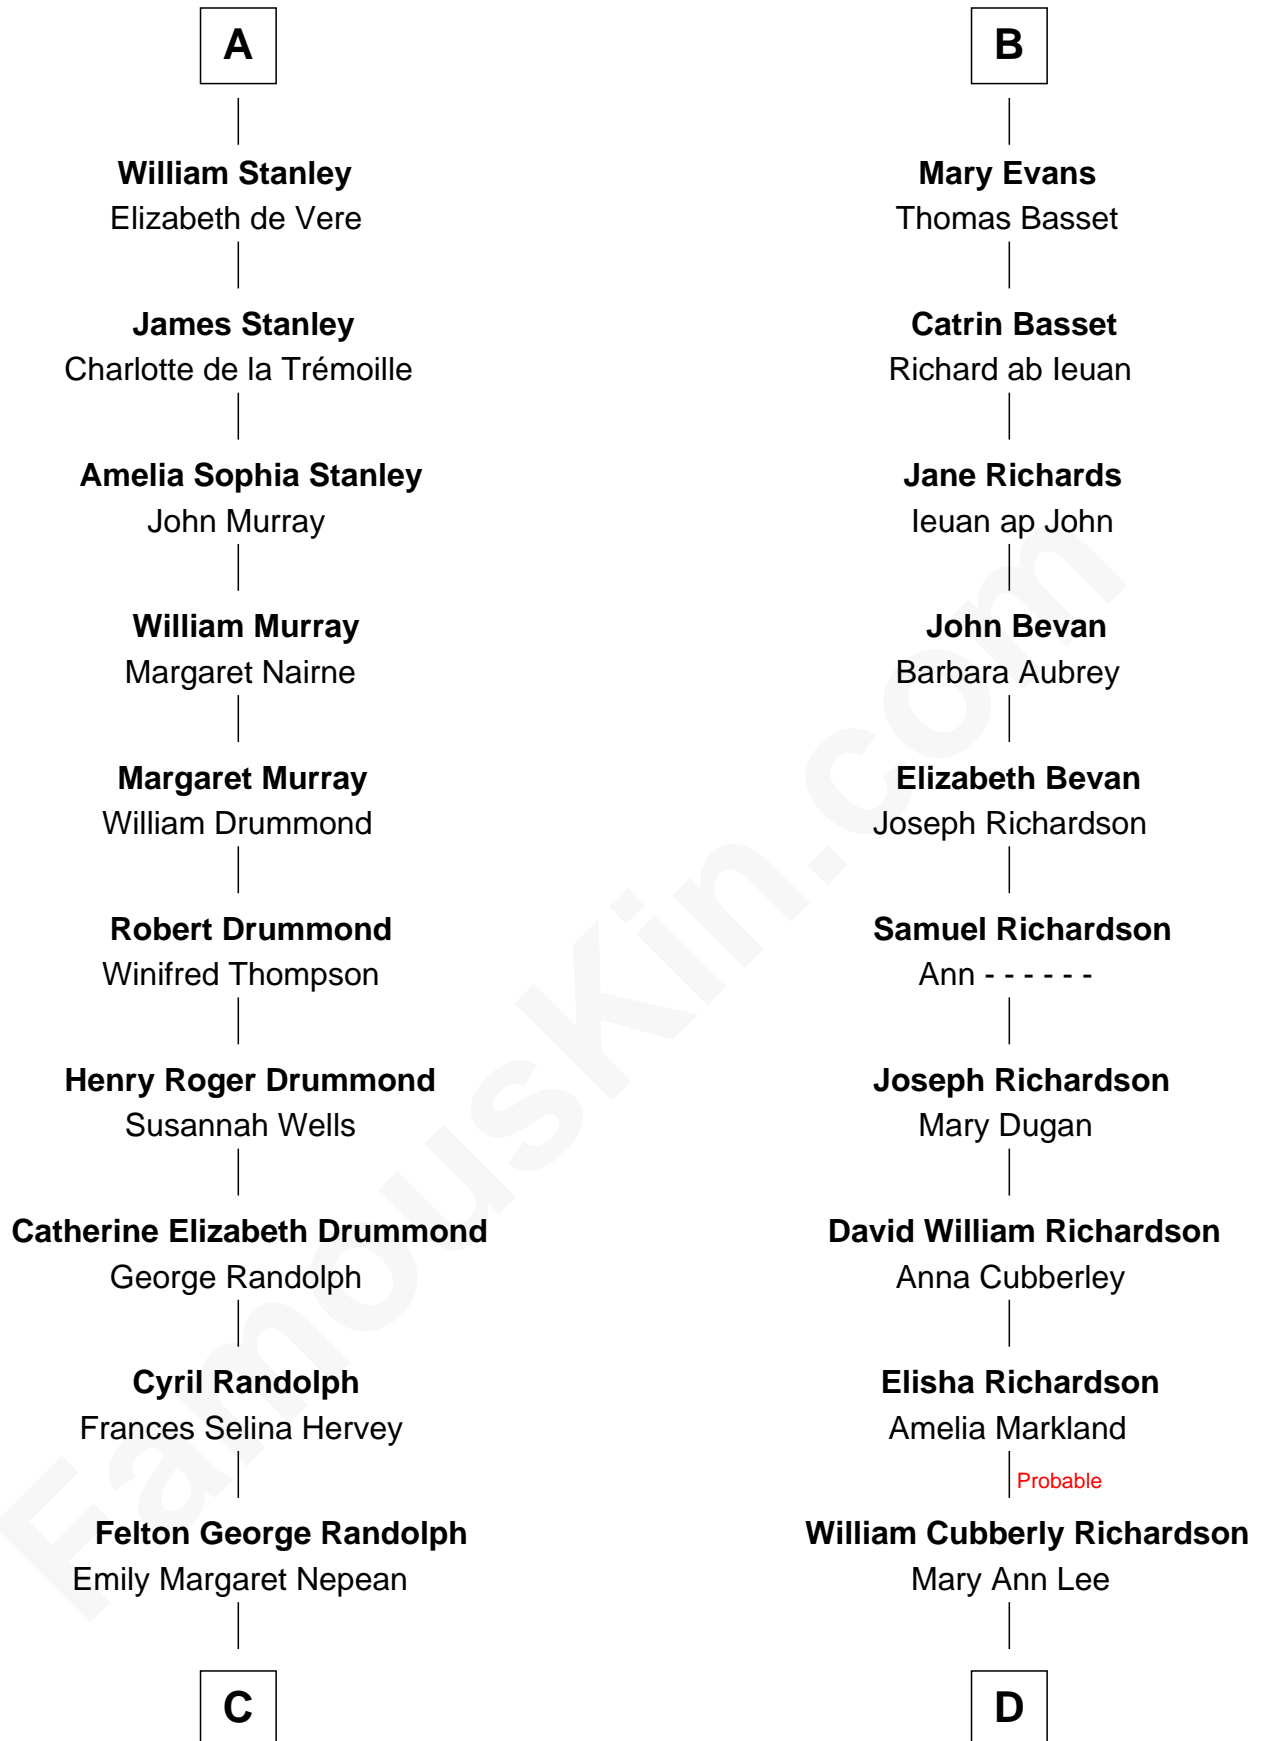 A
William Stanley
Elizabeth de Vere
James Stanley
Charlotte de la Trémoille
Amelia Sophia Stanley
John Murray
William Murray
Margaret Nairne
Margaret Murray
William Drummond
Robert Drummond
Winifred Thompson
Henry Roger Drummond
Susannah Wells
Catherine Elizabeth Drummond
George Randolph
Cyril Randolph
Frances Selina Hervey
Felton George Randolph
Emily Margaret Nepean
C
B
Mary Evans
Thomas Basset
Catrin Basset
Richard ab Ieuan
Jane Richards
Ieuan ap John
John Bevan
Barbara Aubrey
Elizabeth Bevan
Joseph Richardson
Samuel Richardson
Ann - - - - - -
Joseph Richardson
Mary Dugan
David William Richardson
Anna Cubberley
Elisha Richardson
Amelia Markland
Probable
William Cubberly Richardson
Mary Ann Lee
D
FamousKin.com